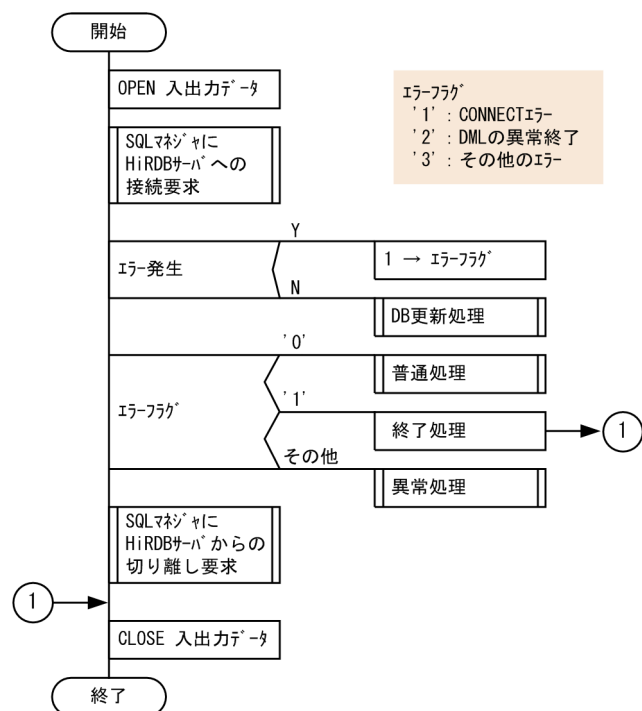 開始
OPEN 入出力ﾃﾞｰﾀ
ｴﾗｰﾌﾗｸﾞ
'1' : CONNECTｴﾗｰ
'2' : DMLの異常終了
'3' : その他のｴﾗｰ
SQLﾏﾈｼﾞｬに
HiRDBｻｰﾊﾞへの
接続要求
Y
ｴﾗｰ発生
1 → ｴﾗｰﾌﾗｸﾞ
N
DB更新処理
'0'
普通処理
'1'
ｴﾗｰﾌﾗｸﾞ
終了処理
1
その他
異常処理
SQLﾏﾈｼﾞｬに
HiRDBｻｰﾊﾞからの
切り離し要求
1
CLOSE 入出力ﾃﾞｰﾀ
終了